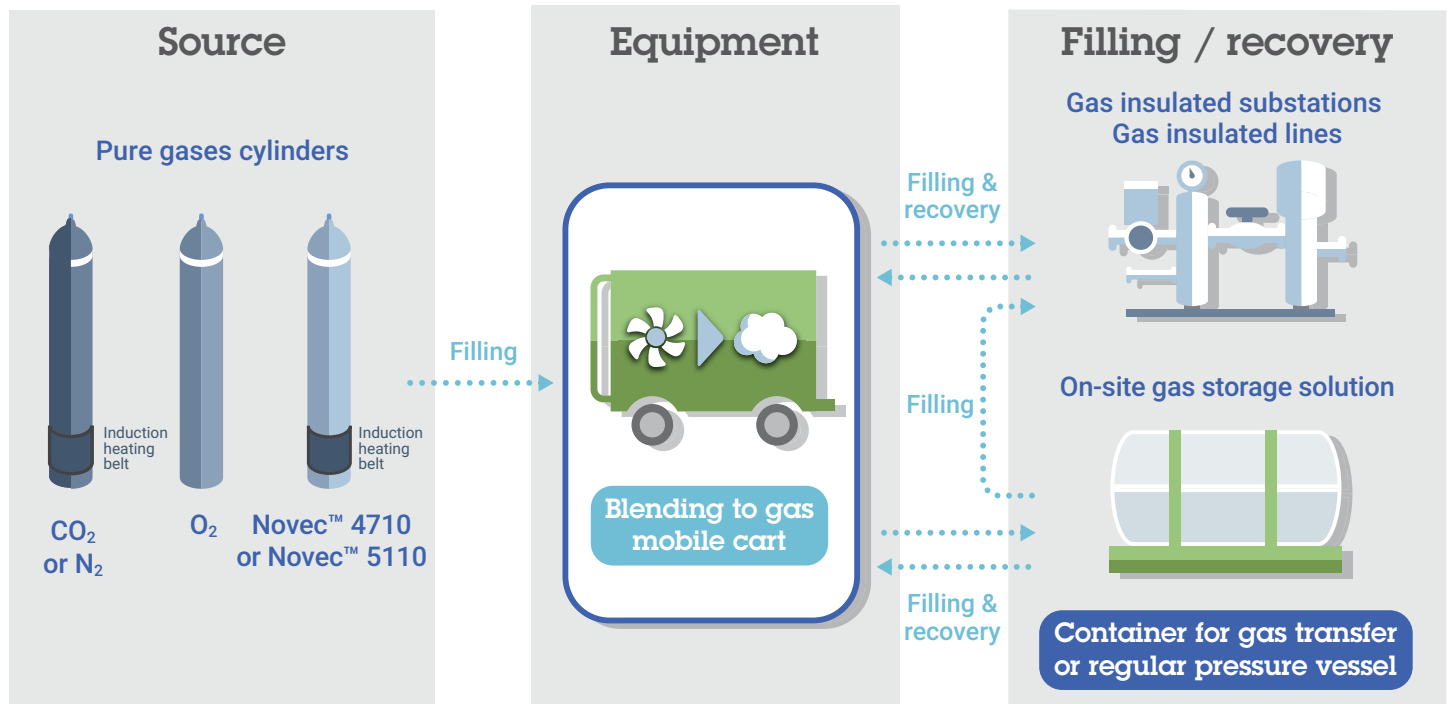 Source
Pure gases cylinders
Induction
heating
belt
Induction
heating
belt
CO₂
or N₂
O₂
Novec™ 4710
or Novec™ 5110
Filling
Equipment
Blending to gas
mobile cart
Filling &
recovery
Filling
Filling &
recovery
Filling / recovery
Gas insulated substations
Gas insulated lines
On-site gas storage solution
Container for gas transfer
or regular pressure vessel